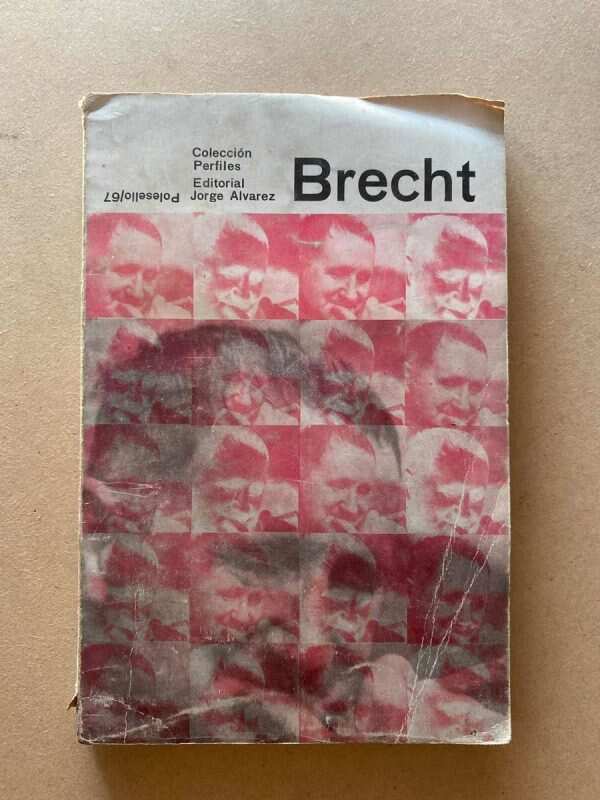 Colección
Perfiles
Editorial
Jorge Alvarez
Brecht
Polesello/67